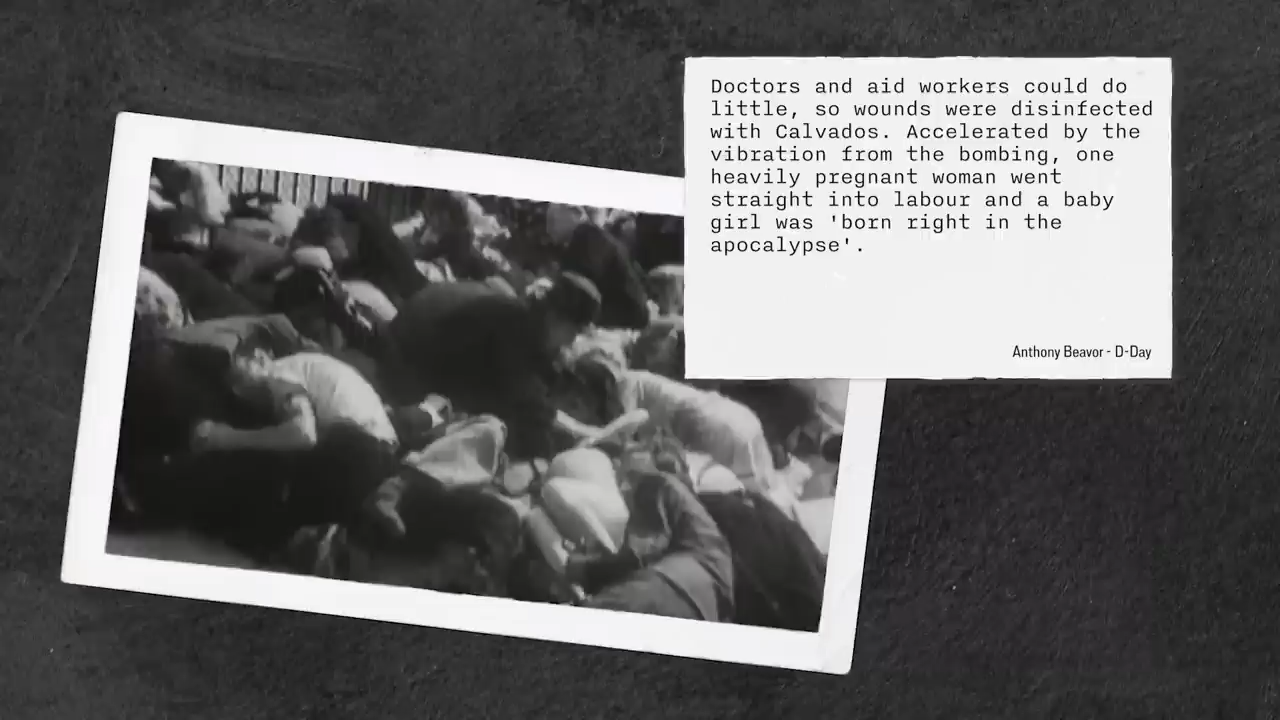 Doctors and aid workers could do
little, so wounds were disinfected
with Calvados. Accelerated by the
vibration from the bombing, one
heavily pregnant woman went
straight into labour and a baby
girl was 'born right in the
apocalypse'.
Anthony Beavor - D-Day